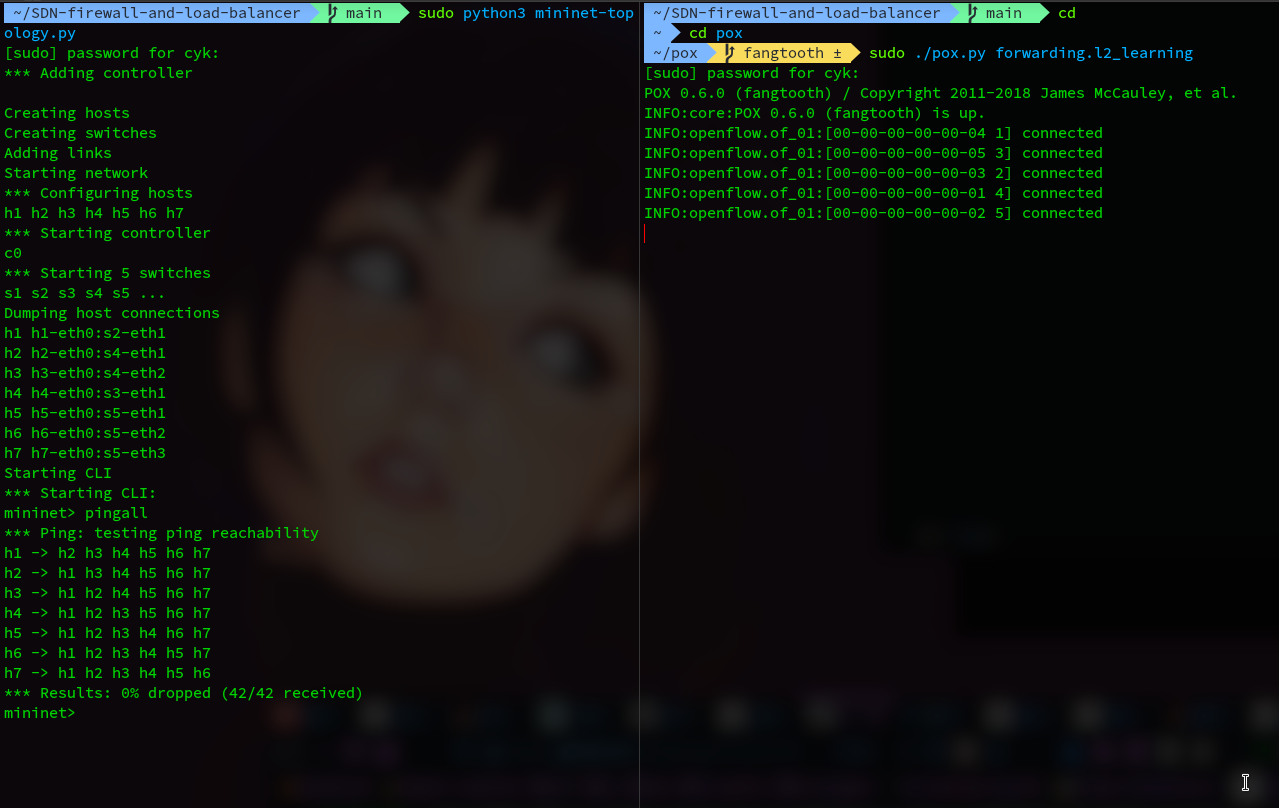 ~/SDN-firewall-and-load-balancer main sudo python3 mininet-top
ology.py
[sudo] password for cyk:
*** Adding controller
Creating hosts
Creating switches
Adding links
Starting network
*** Configuring hosts
h1 h2 h3 h4 h5 h6 h7
*** Starting controller
c0
*** Starting 5 switches
s1 s2 s3 s4 s5 ...
Dumping host connections
h1 h1-eth0:s2-eth1
h2 h2-eth0:s4-eth1
h3 h3-eth0:s4-eth2
h4 h4-eth0:s3-eth1
h5 h5-eth0:s5-eth1
h6 h6-eth0:s5-eth2
h7 h7-eth0:s5-eth3
Starting CLI
*** Starting CLI:
mininet> pingall
*** Ping: testing ping reachability
h1 -> h2 h3 h4 h5 h6 h7
h2 -> h1 h3 h4 h5 h6 h7
h3 -> h1 h2 h4 h5 h6 h7
h4 -> h1 h2 h3 h5 h6 h7
h5 -> h1 h2 h3 h4 h6 h7
h6 -> h1 h2 h3 h4 h5 h7
h7 -> h1 h2 h3 h4 h5 h6
*** Results: 0% dropped (42/42 received)
mininet>
~/SDN-firewall-and-load-balancer main cd
~ cd pox
~/pox fangtooth ± sudo ./pox.py forwarding.l2_learning
[sudo] password for cyk:
POX 0.6.0 (fangtooth) / Copyright 2011-2018 James McCauley, et al.
INFO:core:POX 0.6.0 (fangtooth) is up.
INFO:openflow.of_01:[00-00-00-00-00-04 1] connected
INFO:openflow.of_01:[00-00-00-00-00-05 3] connected
INFO:openflow.of_01:[00-00-00-00-00-03 2] connected
INFO:openflow.of_01:[00-00-00-00-00-01 4] connected
INFO:openflow.of_01:[00-00-00-00-00-02 5] connected